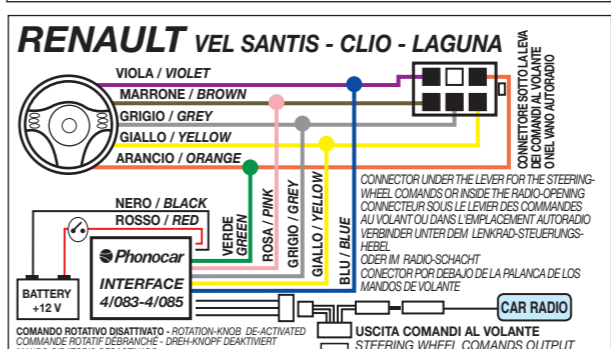 RENAULT VEL SANTIS - CLIO - LAGUNA
VIOLA / VIOLET
MARRONE / BROWN
GRIGIO / GREY
GIALLO / YELLOW
ARANCIO / ORANGE
CONNETTORE SOTTO LA LEVA
DEI COMANDI AL VOLANTE
O NEL VANO AUTORADIO
CONNECTOR UNDER THE LEVER FOR THE STEERING-
WHEEL COMANDS OR INSIDE THE RADIO-OPENING
CONNECTEUR SOUS LE LEVIER DES COMMANDES
AU VOLANT OU DANS L'EMPLACEMENT AUTORADIO
VERBINDER UNTER DEM LENKRAD-STEUERUNGS-
HEBEL
ODER IM RADIO-SCHACHT
CONECTOR POR DEBAJO DE LA PALANCA DE LOS
MANDOS DE VOLANTE
NERO / BLACK
ROSSO / RED
VERDE
GREEN
ROSA / PINK
GRIGIO / GREY
GIALLO / YELLOW
BLU / BLUE
Phonocar
INTERFACE
4/083-4/085
BATTERY
+12 V
CAR RADIO
COMANDO ROTATIVO DISATTIVATO - ROTATION-KNOB DE-ACTIVATED
COMMANDE ROTATIF DÉBRANCHÉ - DREH-KNOPF DEAKTIVIERT
USCITA COMANDI AL VOLANTE
STEERING WHEEL COMANDS OUTPUT